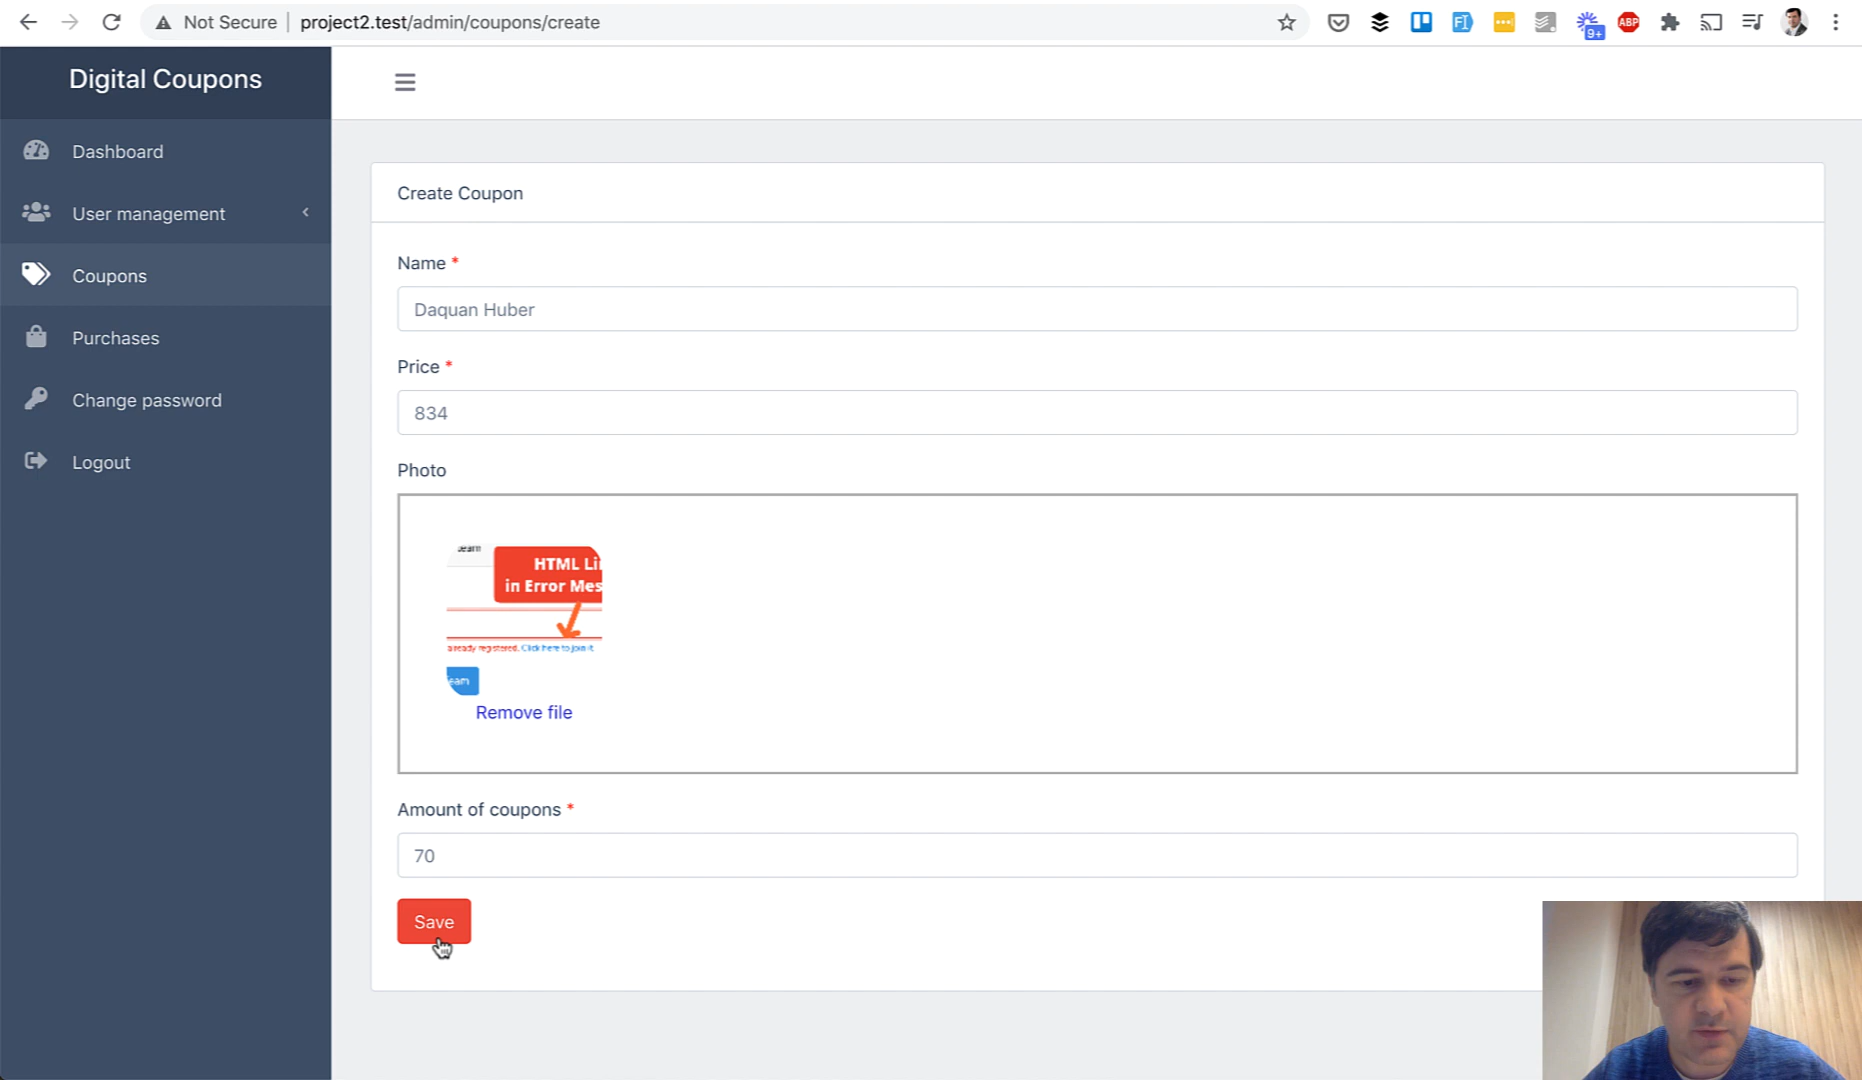 Not Secure | project2.test/admin/coupons/create
9+
ABP
Digital Coupons
Dashboard
User management
Coupons
Purchases
Change password
Logout
Create Coupon
Name *
Daquan Huber
Price *
834
Photo
HTML Li
in Error Mes
already registered. Click here to join it
eam
Remove file
Amount of coupons *
70
Save